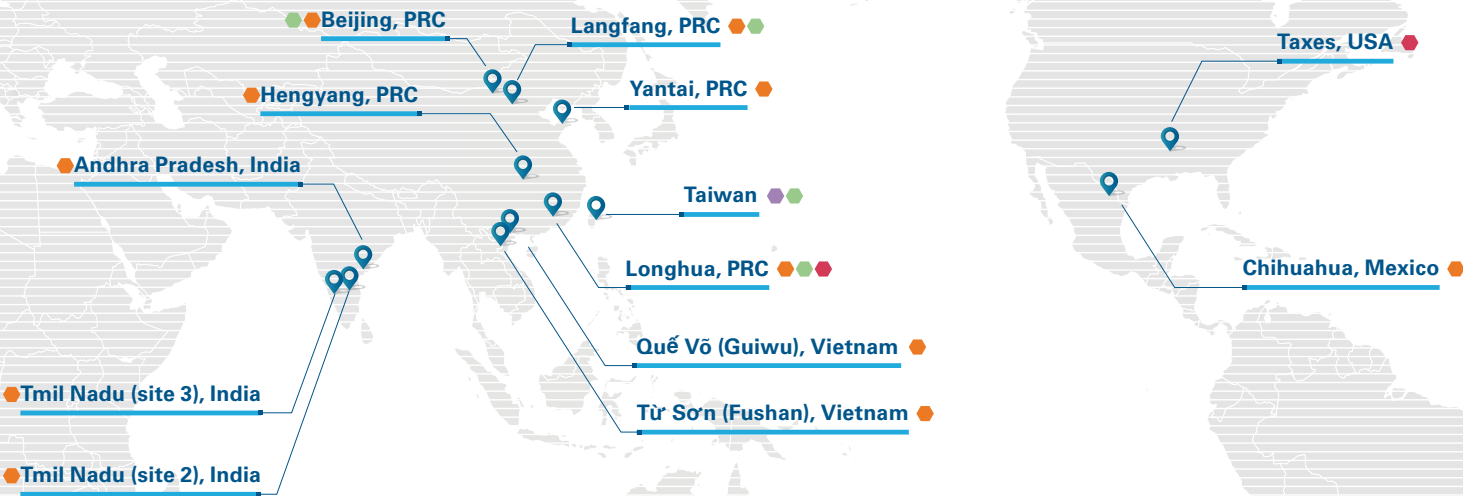 Beijing, PRC
Langfang, PRC
Taxes, USA
Hengyang, PRC
Yantai, PRC
Andhra Pradesh, India
Taiwan
Longhua, PRC
Chihuahua, Mexico
Quế Võ (Guiwu), Vietnam
Tmil Nadu (site 3), India
Từ Sơn (Fushan), Vietnam
Tmil Nadu (site 2), India